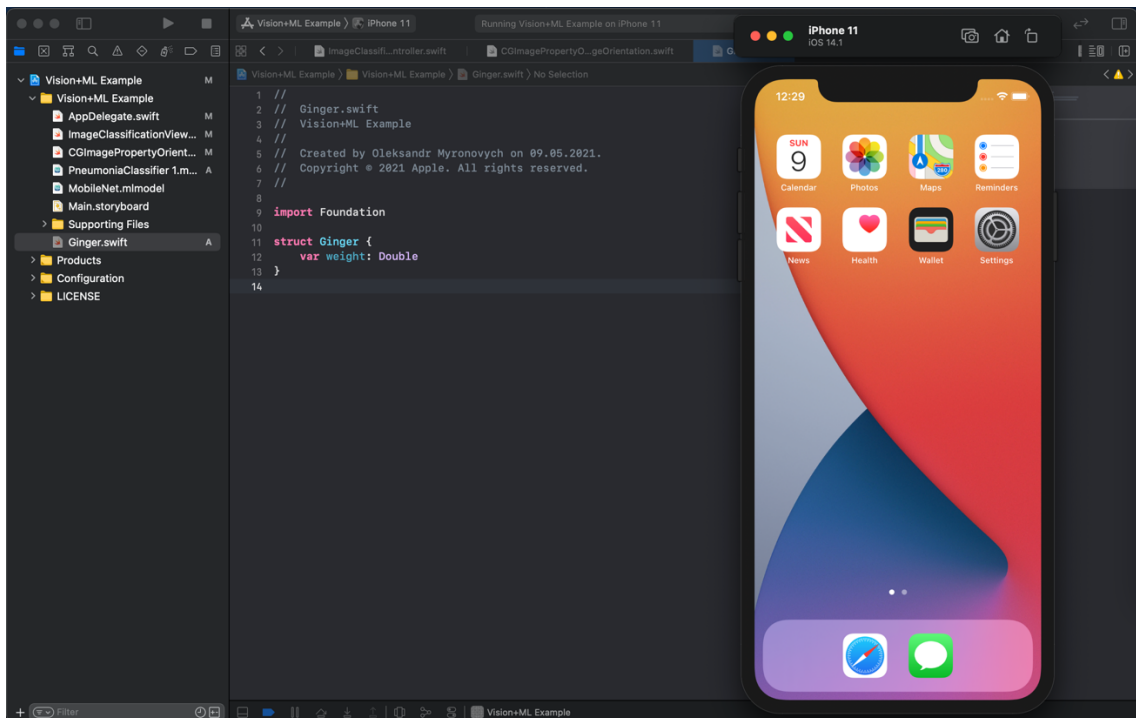 Vision+ML Example
iPhone 11
Running Vision+ML Example on iPhone 11
ImageClassifi...ntroller.swift
CGImagePropertyO...geOrientation.swift
Vision+ML Example
Vision+ML Example
Ginger.swift
No Selection
Vision+ML Example M
Vision+ML Example
AppDelegate.swift M
ImageClassificationView... M
CGImagePropertyOrient... M
PneumoniaClassifier 1.m... A
MobileNet.mlmodel
Main.storyboard
Supporting Files
Ginger.swift A
Products
Configuration
LICENSE
Filter
1 //
2 // Ginger.swift
3 // Vision+ML Example
4 //
5 // Created by Oleksandr Myronovych on 09.05.2021.
6 // Copyright © 2021 Apple. All rights reserved.
7 //
8
9 import Foundation
10
11 struct Ginger {
12 var weight: Double
13 }
14
Vision+ML Example
iPhone 11
iOS 14.1
12:29
SUN
9
280
Calendar Photos Maps Reminders
News Health Wallet Settings